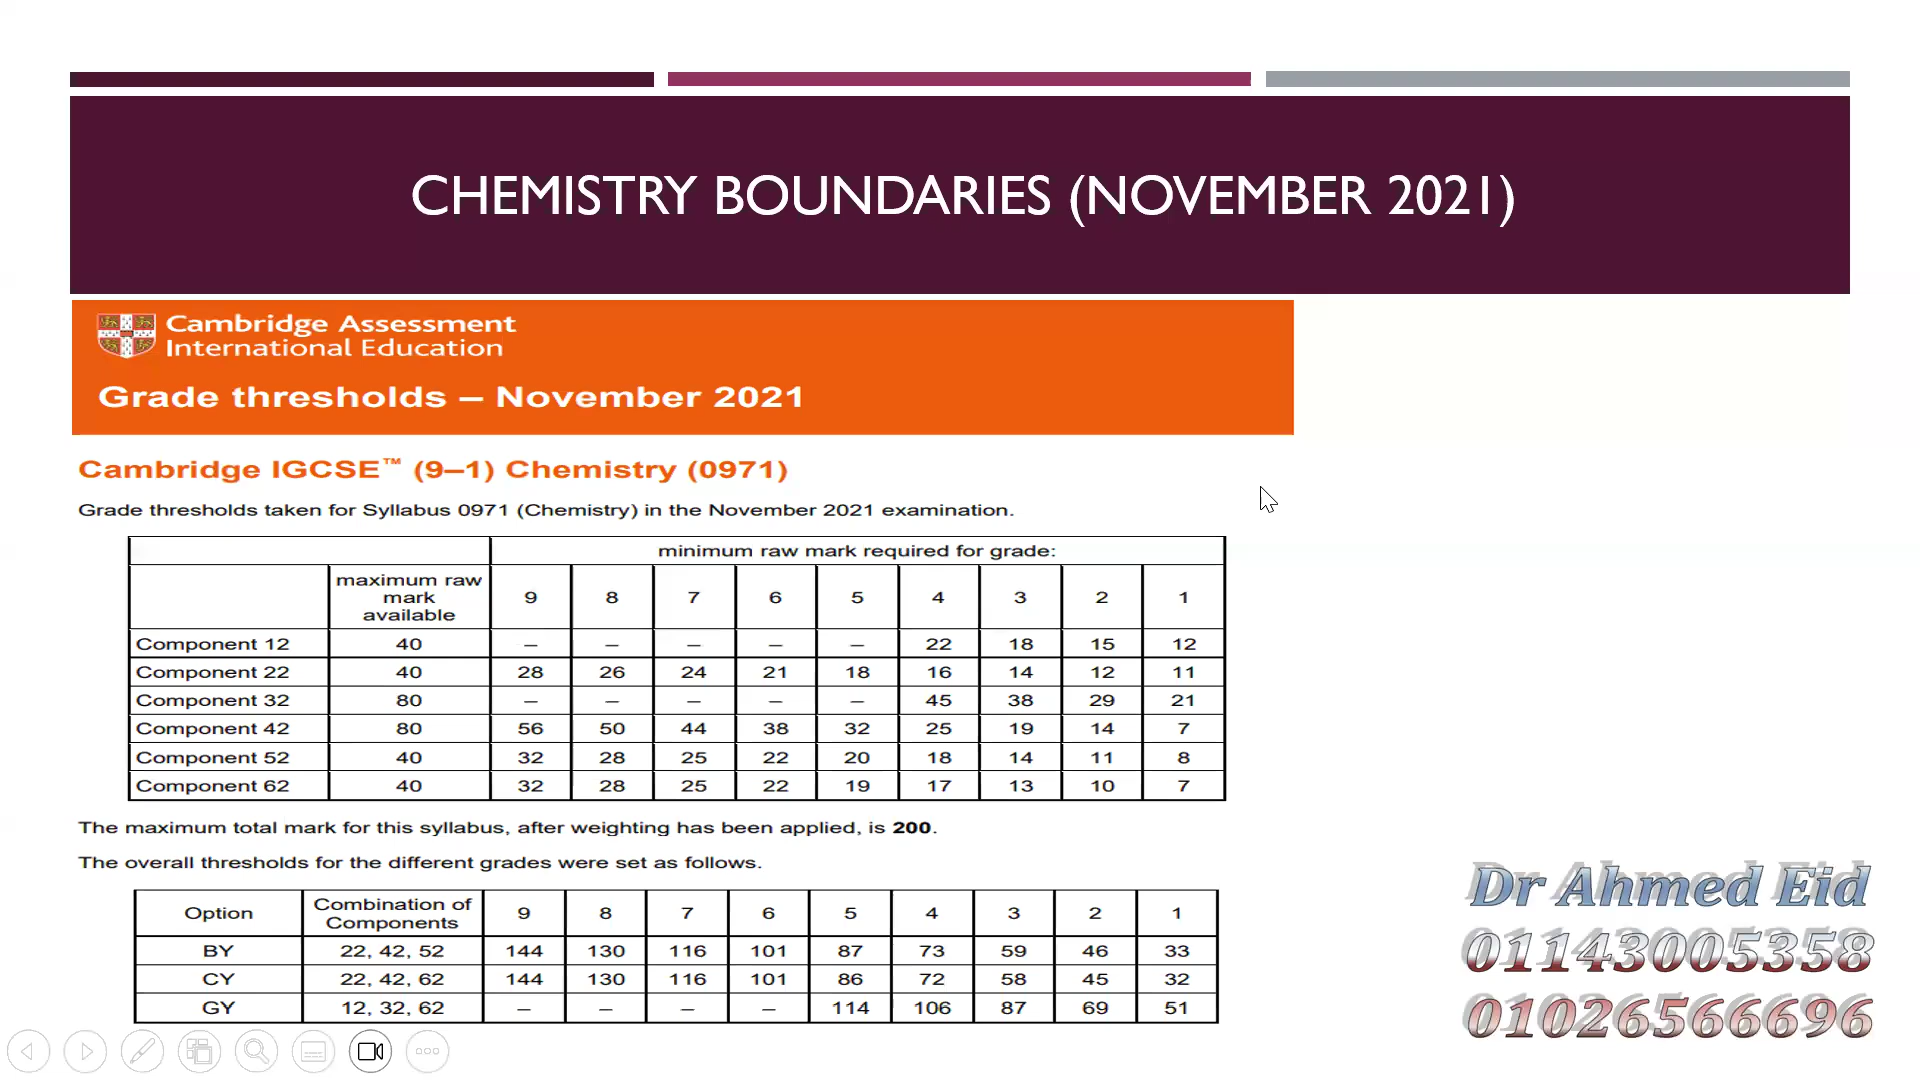 CHEMISTRY BOUNDARIES (NOVEMBER 2021)
Cambridge Assessment
International Education
Grade thresholds – November 2021
Cambridge IGCSE™ (9–1) Chemistry (0971)
Grade thresholds taken for Syllabus 0971 (Chemistry) in the November 2021 examination.
minimum raw mark required for grade:
maximum raw mark available 9 8 7 6 5 4 3 2 1
Component 12 40 – – – – – 22 18 15 12
Component 22 40 28 26 24 21 18 16 14 12 11
Component 32 80 – – – – – 45 38 29 21
Component 42 80 56 50 44 38 32 25 19 14 7
Component 52 40 32 28 25 22 20 18 14 11 8
Component 62 40 32 28 25 22 19 17 13 10 7
The maximum total mark for this syllabus, after weighting has been applied, is 200.
The overall thresholds for the different grades were set as follows.
Option Combination of Components 9 8 7 6 5 4 3 2 1
BY 22, 42, 52 144 130 116 101 87 73 59 46 33
CY 22, 42, 62 144 130 116 101 86 72 58 45 32
GY 12, 32, 62 – – – – 114 106 87 69 51
Dr Ahmed Eid
01143005358
01026566696